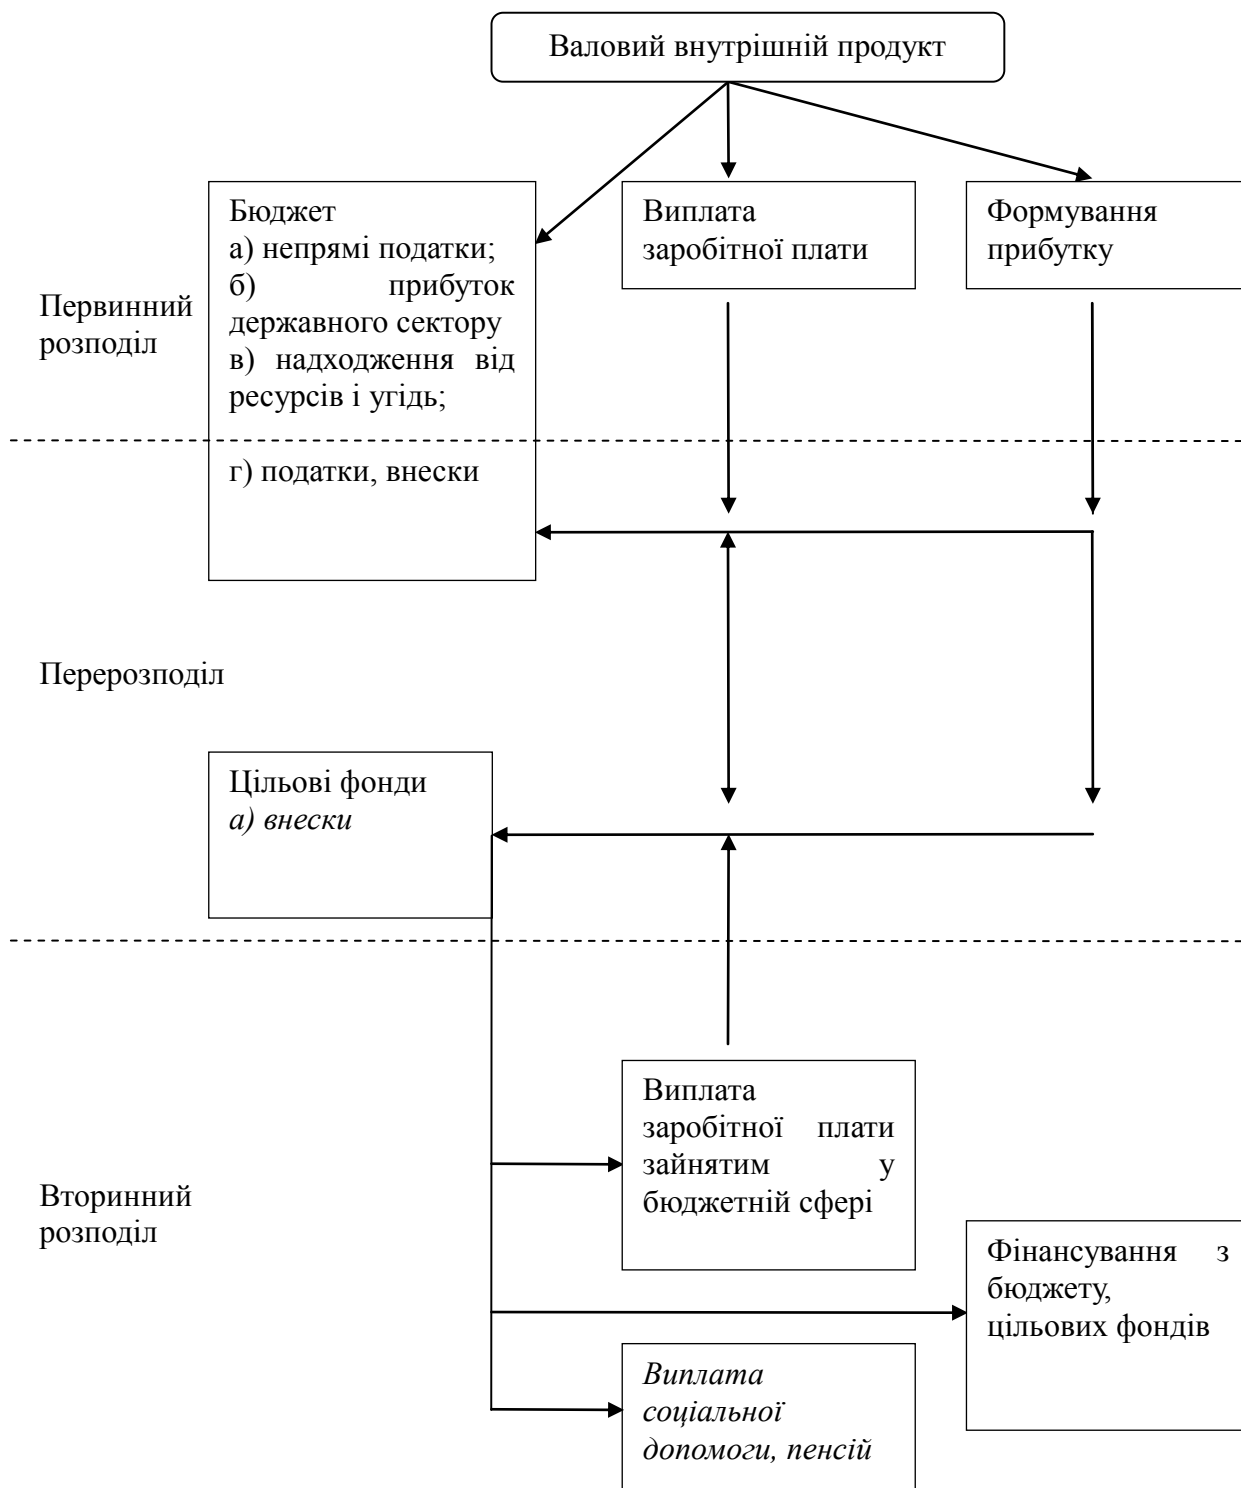 Валовий внутрішній продукт
Бюджет
а) непрямі податки;
б) прибуток
державного сектору
в) надходження від
ресурсів і угідь;
Виплата
заробітної плати
Формування
прибутку
Первинний
розподіл
г) податки, внески
Перерозподіл
Цільові фонди
а) внески
Виплата
заробітної плати
зайнятим у
бюджетній сфері
Вторинний
розподіл
Фінансування з
бюджету,
цільових фондів
Виплата
соціальної
допомоги, пенсій